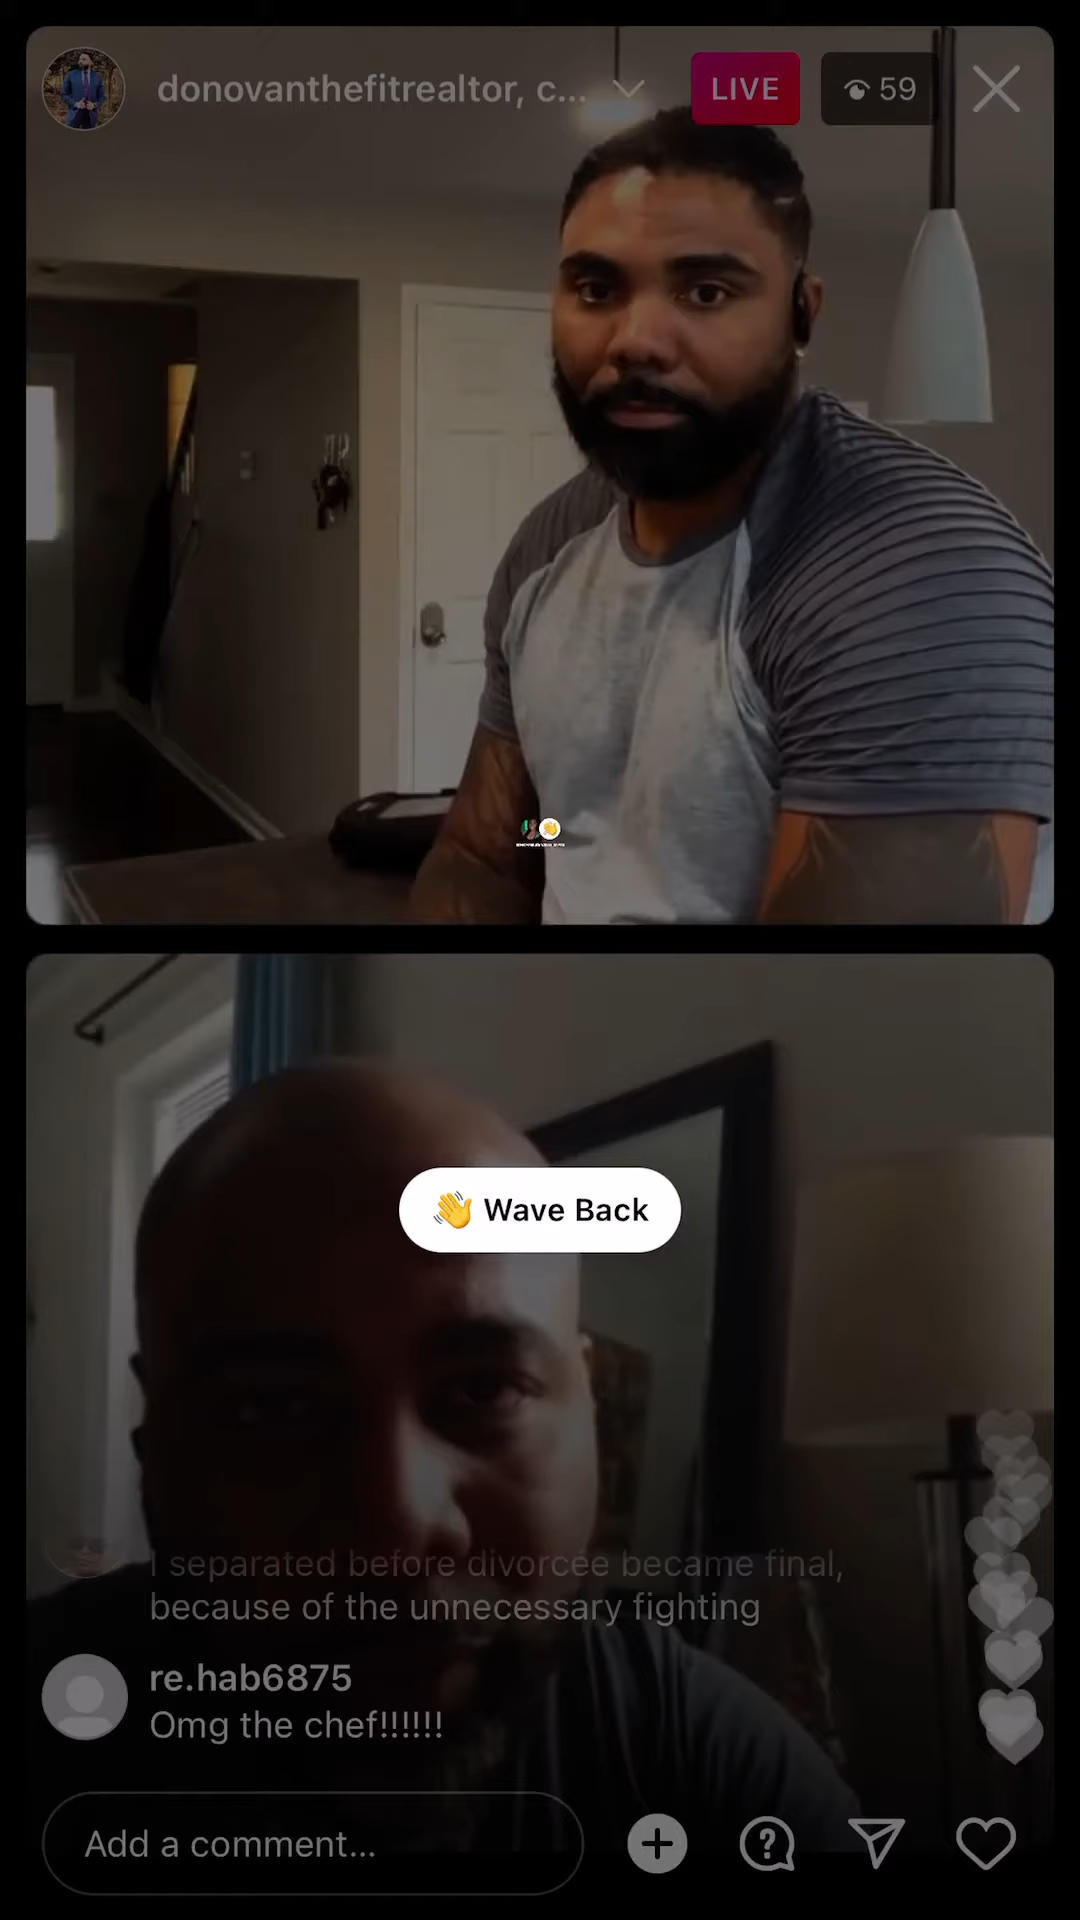 donovanthefitrealtor, c...
LIVE
59
👋 Wave Back
I separated before divorcée became final,
because of the unnecessary fighting
re.hab6875
Omg the chef!!!!!!
Add a comment...